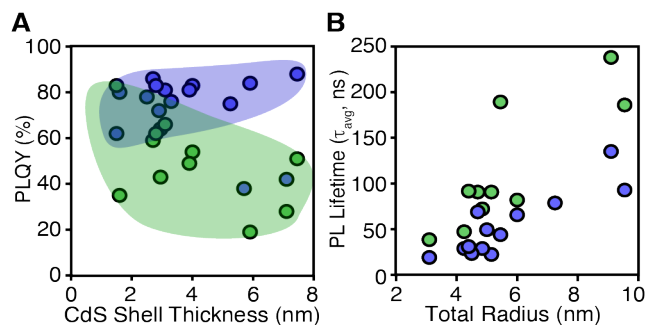 A
B
100
80
60
40
20
0
PLQY (%)
0 2 4 6 8
CdS Shell Thickness (nm)
250
200
150
100
50
0
PL Lifetime (τavg, ns)
2 4 6 8 10
Total Radius (nm)